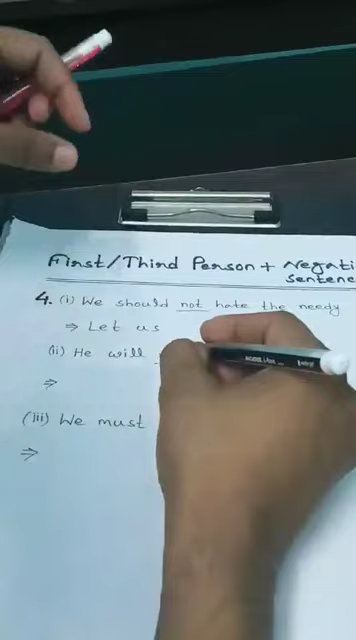 First/Third Person + Negati
sentence
4. (i) We should not hate the needy
⇒ Let us
(ii) He will
⇒
(iii) We must
⇒